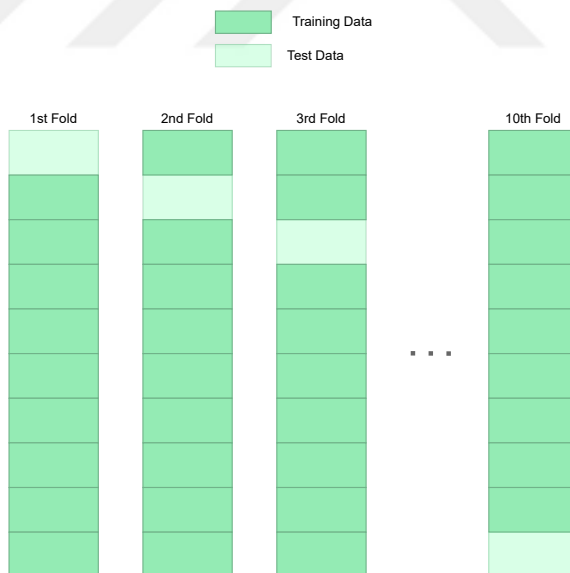 Training Data
Test Data
1st Fold
2nd Fold
3rd Fold
10th Fold
. . .